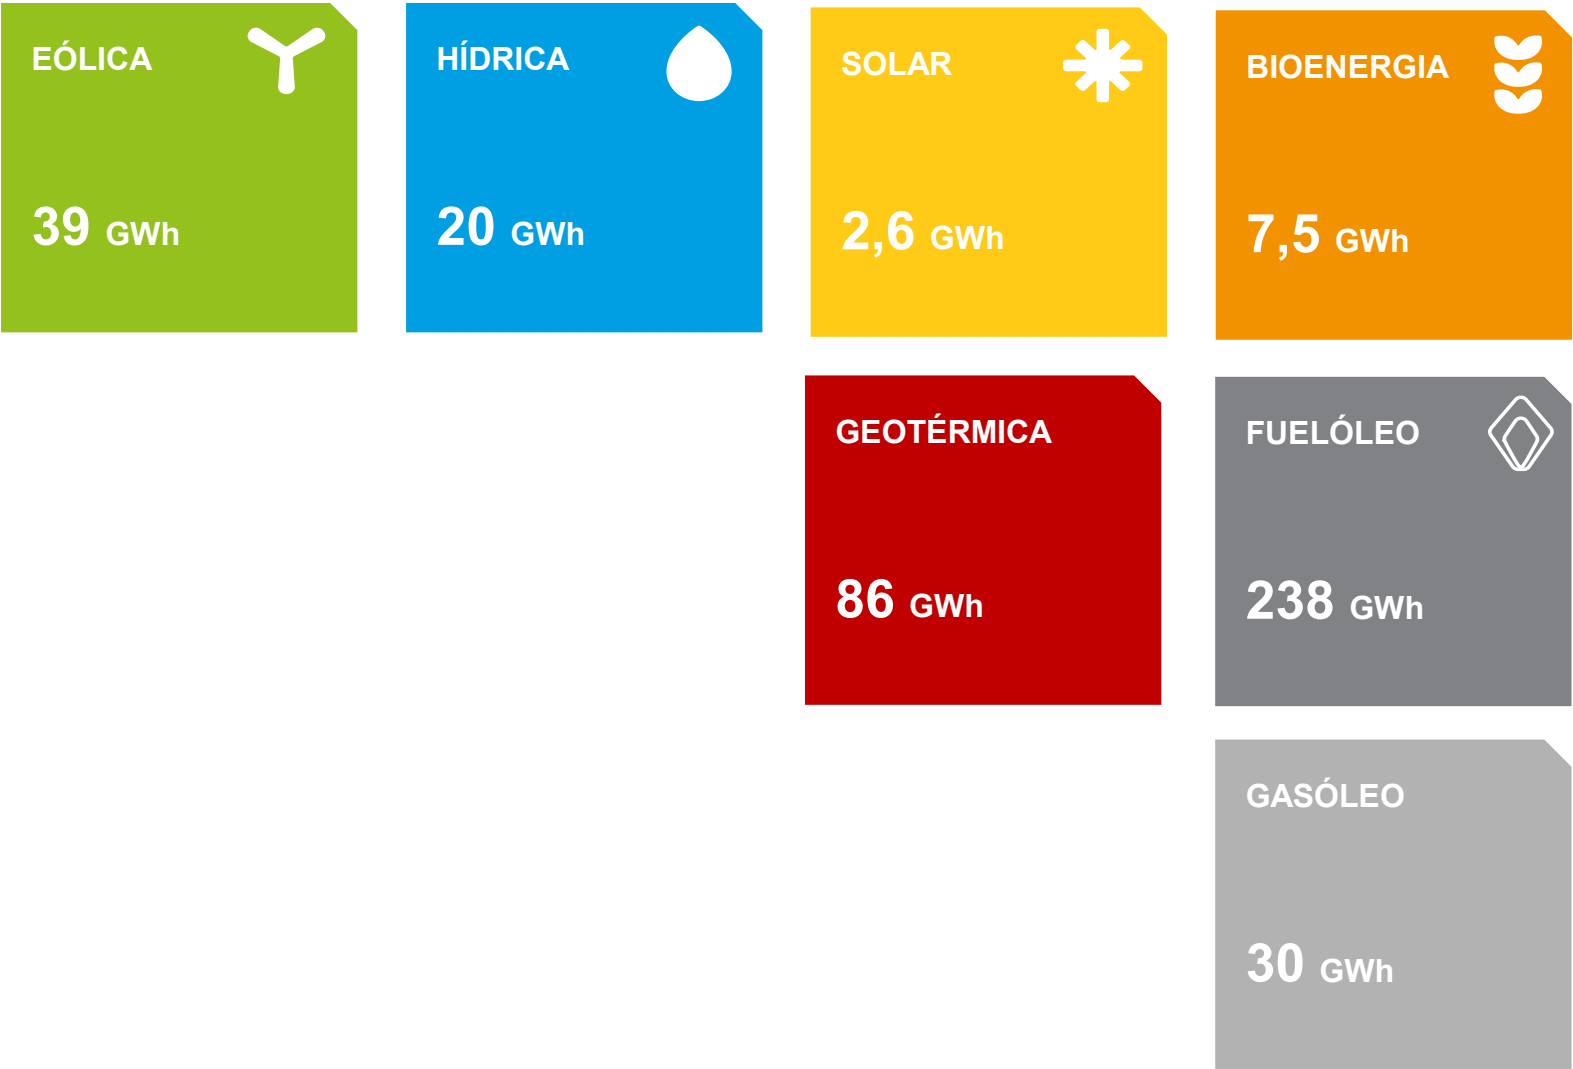 EÓLICA
39 GWh
HÍDRICA
20 GWh
SOLAR
2,6 GWh
BIOENERGIA
7,5 GWh
GEOTÉRMICA
86 GWh
FUELÓLEO
238 GWh
GASÓLEO
30 GWh